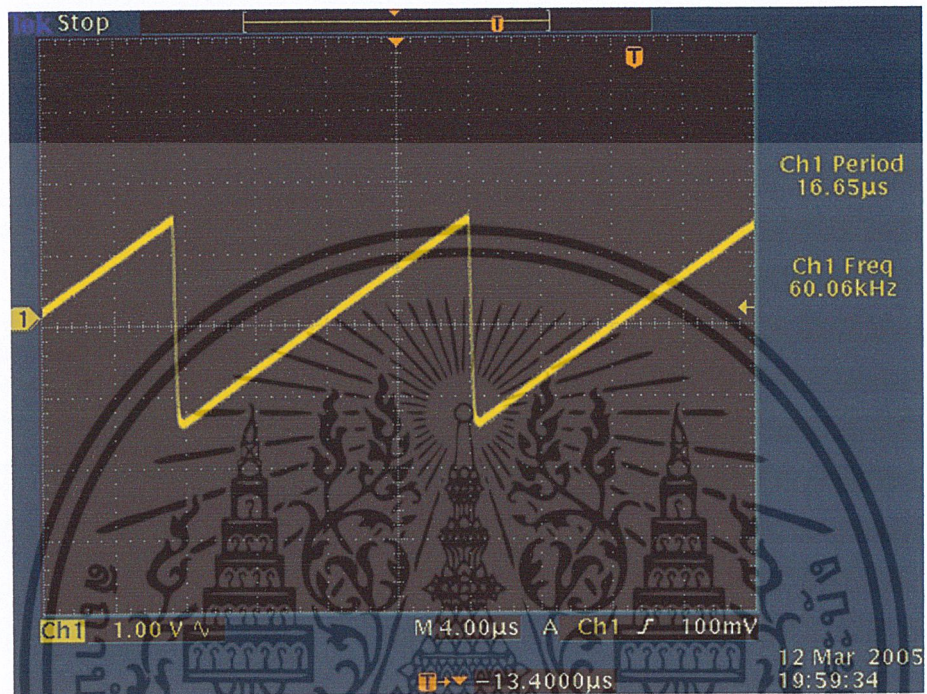 Tek Stop
T
T
Ch1 Period
16.65µs
Ch1 Freq
60.06kHz
1
Ch1 1.00 V M 4.00µs A Ch1 100mV
12 Mar 2005
19:59:34
T −13.4000µs